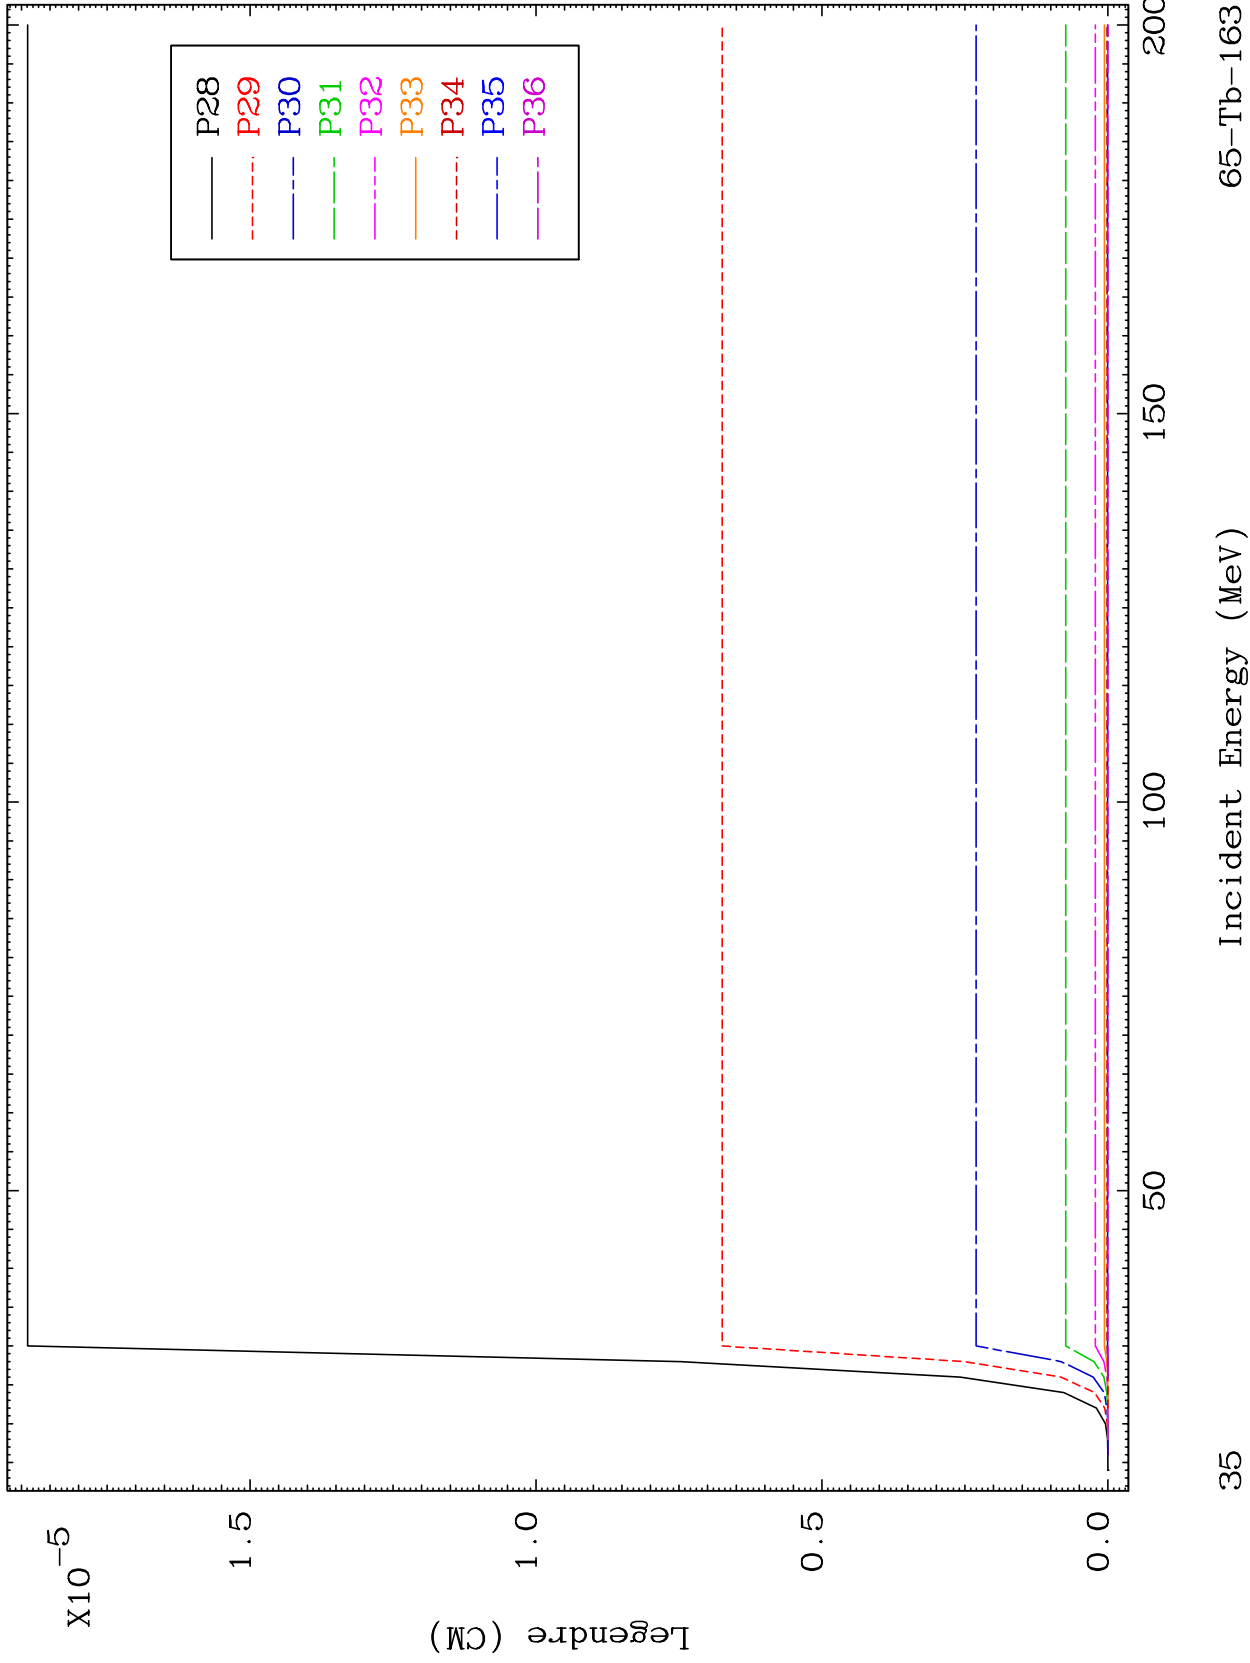 X10-5
1.5
1.0
0.5
0.0
Legendre (CM)
P28
P29
P30
P31
P32
P33
P34
P35
P36
50
100
150
200
Incident Energy (MeV)
35
65-Tb-163